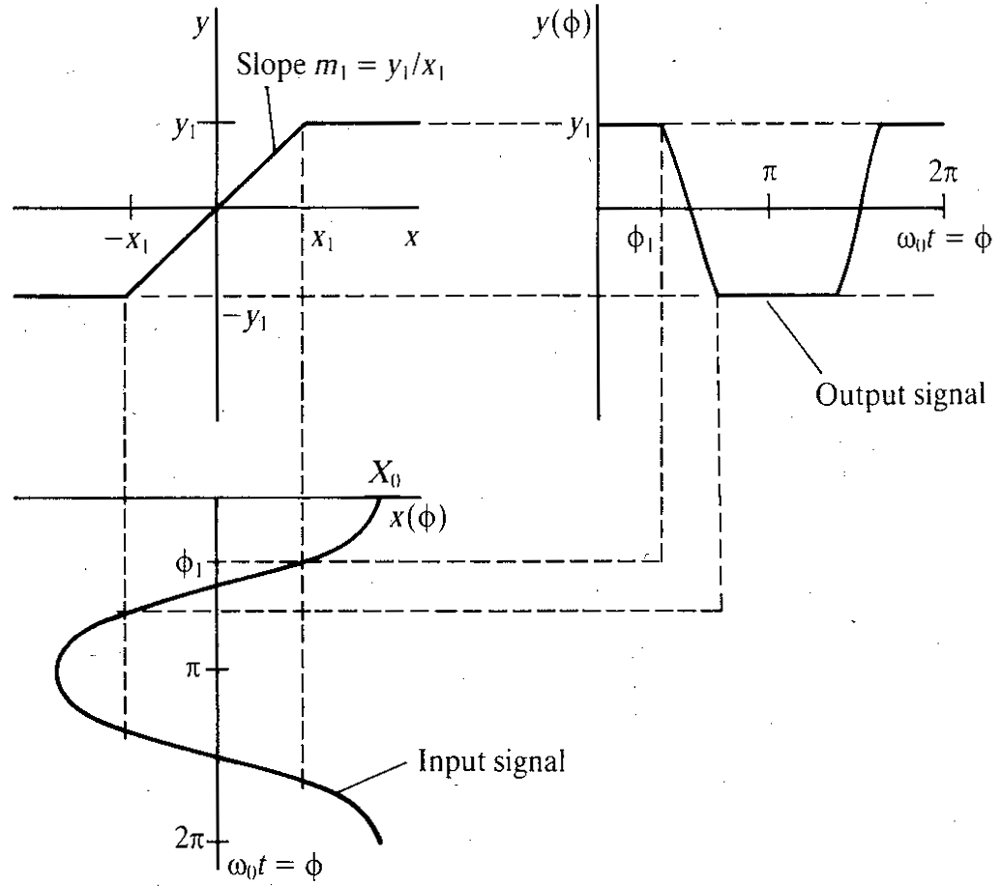 y
y(ϕ)
Slope m₁ = y₁/x₁
y₁
y₁
π
2π
−x₁
x₁
x
ϕ₁
ω₀t = ϕ
−y₁
Output signal
X₀
x(ϕ)
ϕ₁
π
Input signal
2π
ω₀t = ϕ